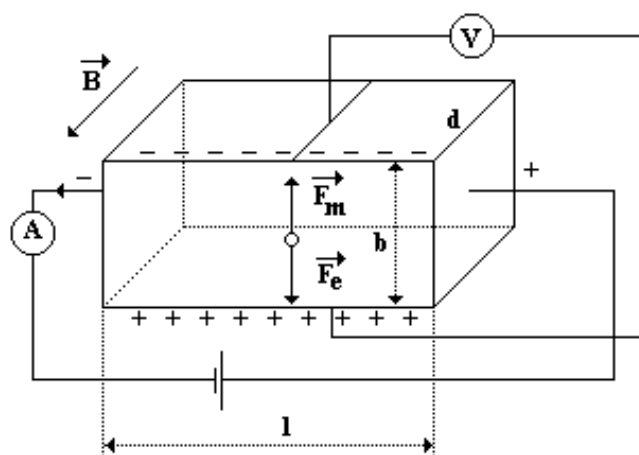 V
B
d
− − − − − − − − −
− +
F_m
A
b
F_e
+ + + + + + + + +
l